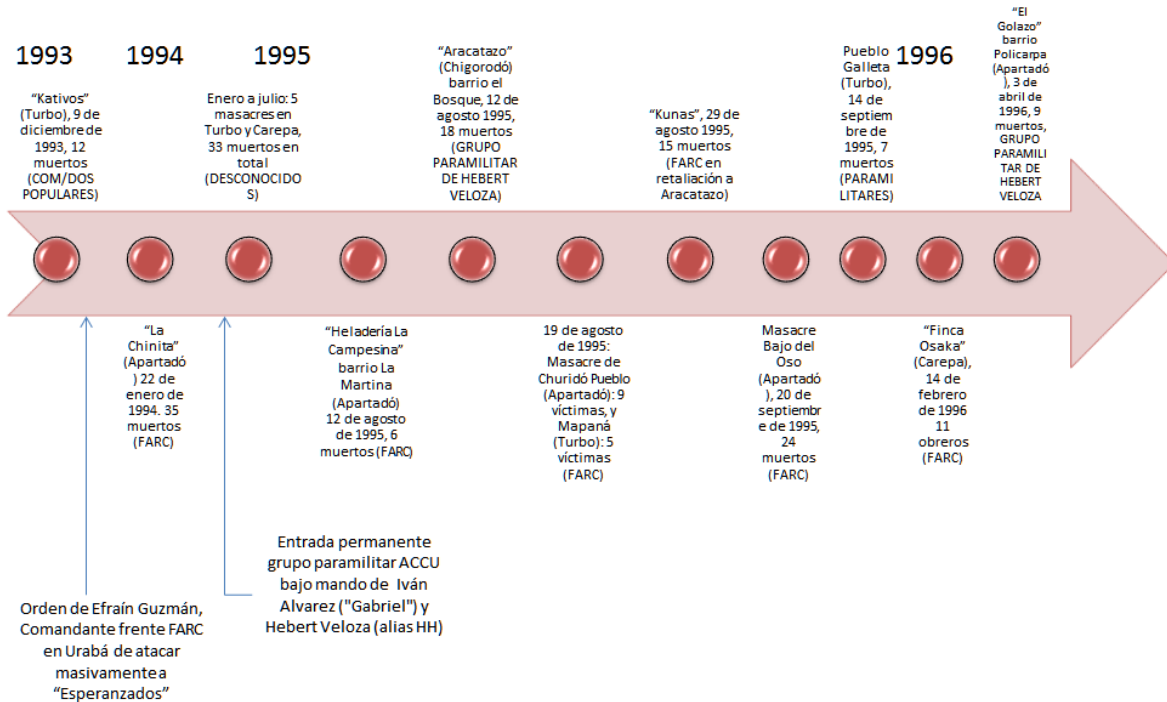 1993
"Kativos"
(Turbo), 9 de
diciembre de
1993, 12
muertos
(COM/DOS
POPULARES)
1994
1995
Enero a julio: 5
masacres en
Turbo y Carepa,
33 muertos en
total
(DESCONOCIDO
S)
"Aracatazo"
(Chigorodó)
barrio el
Bosque, 12 de
agosto 1995,
18 muertos
(GRUPO
PARAMILITAR
DE HEBERT
VELOZA)
"Kunas", 29 de
agosto 1995,
15 muertos
(FARC en
retaliación a
Aracatazo)
Pueblo
Galleta
(Turbo),
14 de
septiem
bre de
1995, 7
muertos
(PARAMI
LITARES)
1996
"El
Golazo"
barrio
Policarpa
(Apartadó
), 3 de
abril de
1996, 9
muertos,
GRUPO
PARAMILI
TAR DE
HEBERT
VELOZA
"La
Chinita"
(Apartadó
) 22 de
enero de
1994. 35
muertos
(FARC)
"Heladería La
Campesina"
barrio La
Martina
(Apartadó)
12 de agosto
de 1995, 6
muertos (FARC)
19 de agosto
de 1995:
Masacre de
Churidó Pueblo
(Apartadó): 9
víctimas, y
Mapaná
(Turbo): 5
víctimas
(FARC)
Masacre
Bajo del
Oso
(Apartadó
), 20 de
septiembr
e de 1995,
24
muertos
(FARC)
"Finca
Osaka"
(Carepa),
14 de
febrero
de 1996
11
obreros
(FARC)
Orden de Efraín Guzmán,
Comandante frente FARC
en Urabá de atacar
masivamente a
"Esperanzados"
Entrada permanente
grupo paramilitar ACCU
bajo mando de Iván
Alvarez ("Gabriel") y
Hebert Veloza (alias HH)